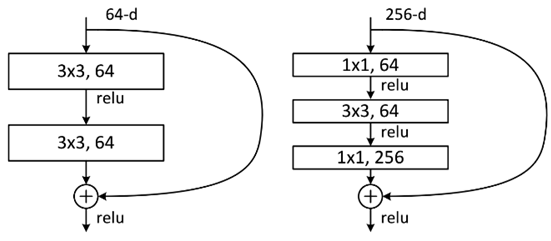 64-d
3x3, 64
relu
3x3, 64
+
relu
256-d
1x1, 64
relu
3x3, 64
relu
1x1, 256
+
relu